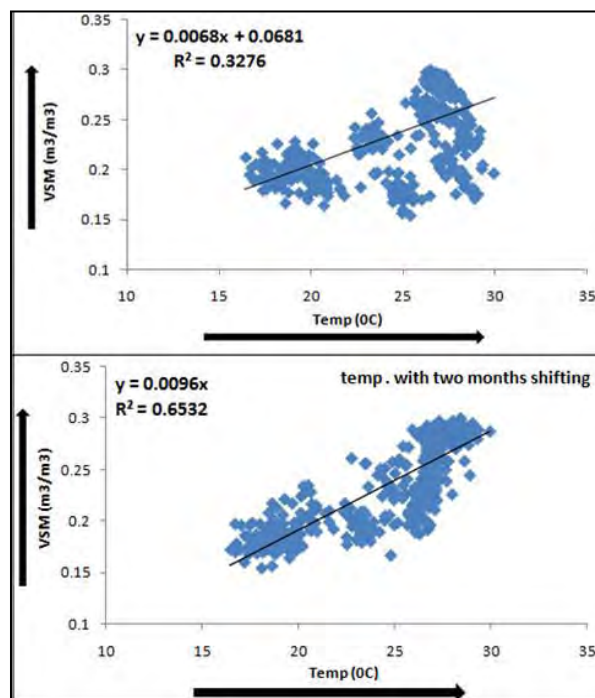 y = 0.0068x + 0.0681
R² = 0.3276
0.3
0.25
0.2
0.15
0.1
VSM (m3/m3)
10 15 20 25 30 35
Temp (0C)
y = 0.0096x
R² = 0.6532
temp . with two months shifting
0.35
0.3
0.25
0.2
0.15
0.1
VSM (m3/m3)
10 15 20 25 30 35
Temp (0C)